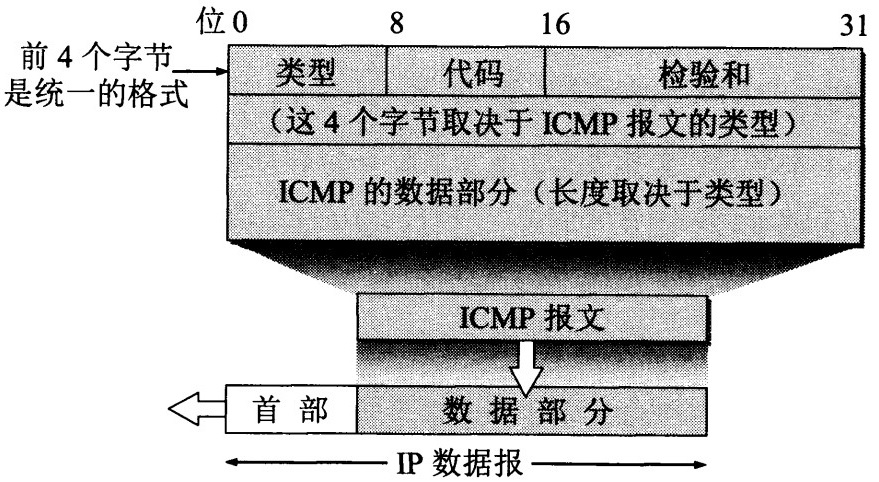 位 0 8 16 31
前 4 个字节
是统一的格式
类型 代码 检验和
(这 4 个字节取决于 ICMP 报文的类型)
ICMP 的数据部分(长度取决于类型)
ICMP 报文
首 部 数 据 部 分
IP 数据报